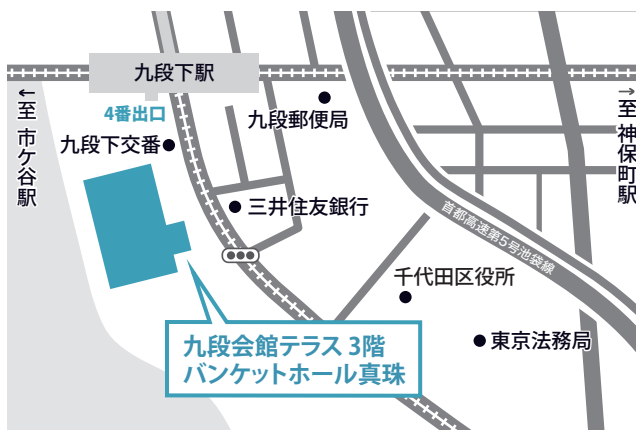 九段下駅
←至 市ケ谷駅
4番出口
九段郵便局
→至 神保町駅
九段下交番
三井住友銀行
首都高速第5号池袋線
千代田区役所
東京法務局
九段会館テラス 3階
バンケットホール真珠